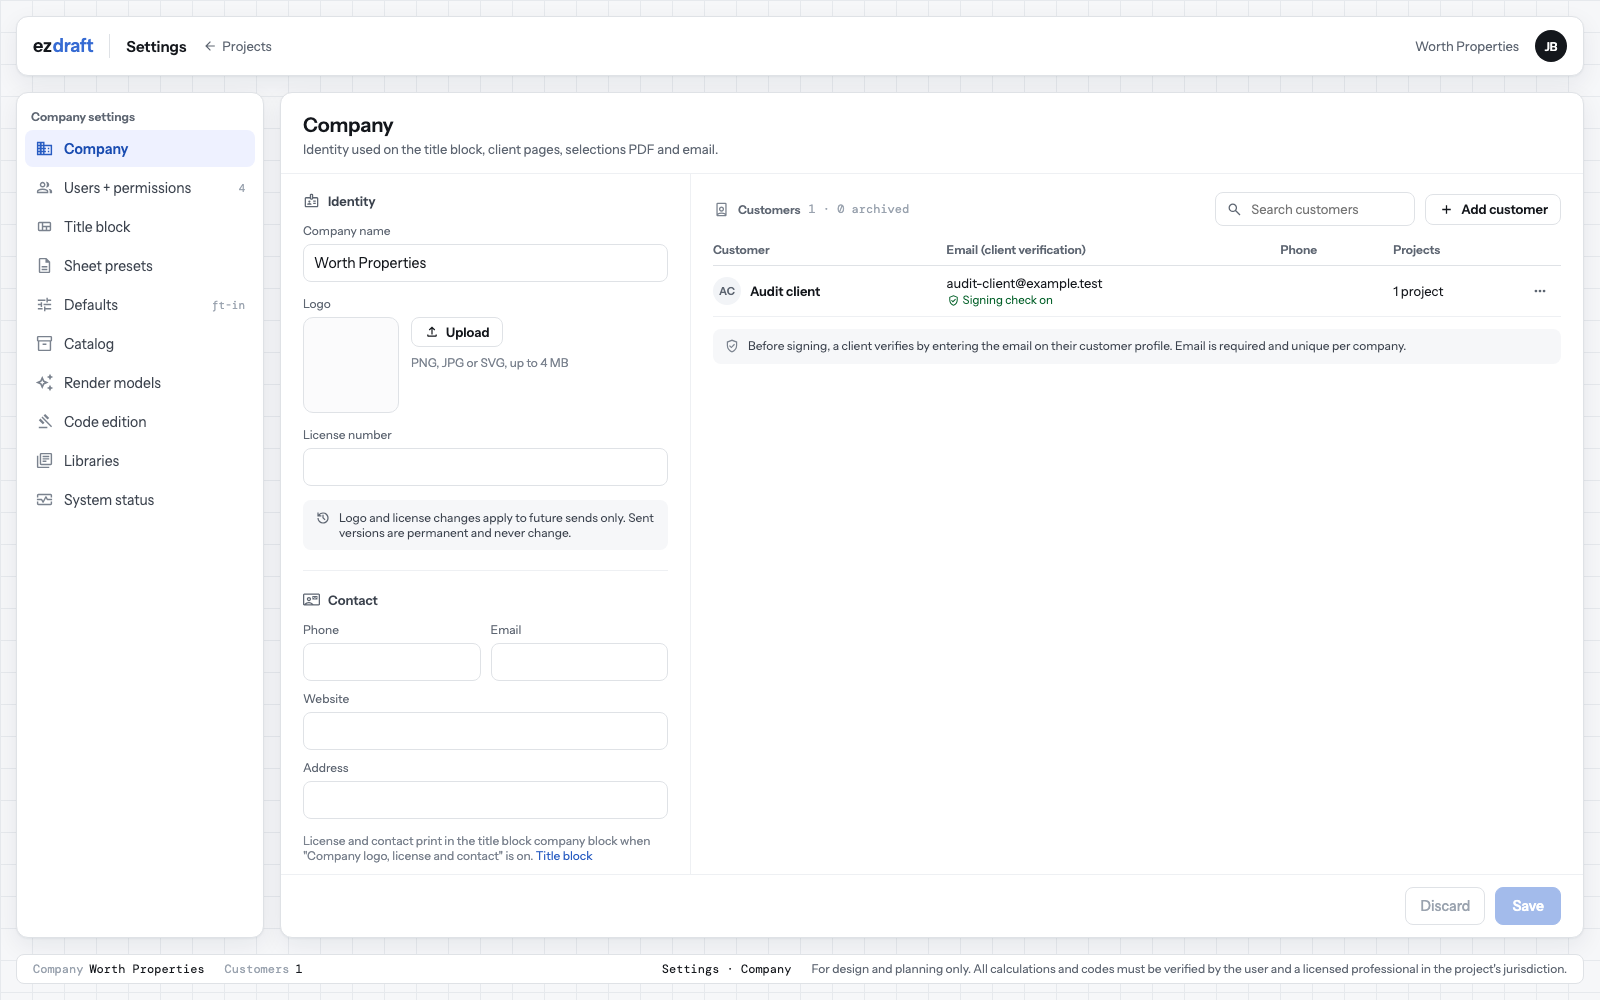 ezdraft
Settings
Projects
Worth Properties
JB
Company settings
Company
Users + permissions 4
Title block
Sheet presets
Defaults ft-in
Catalog
Render models
Code edition
Libraries
System status
Company
Identity used on the title block, client pages, selections PDF and email.
Identity
Company name
Worth Properties
Logo
Upload
PNG, JPG or SVG, up to 4 MB
License number
Logo and license changes apply to future sends only. Sent
versions are permanent and never change.
Contact
Phone Email
Website
Address
License and contact print in the title block company block when
"Company logo, license and contact" is on. Title block
Customers 1 · 0 archived
Search customers
Add customer
Customer Email (client verification) Phone Projects
AC Audit client audit-client@example.test 1 project
Signing check on
Before signing, a client verifies by entering the email on their customer profile. Email is required and unique per company.
Discard Save
Company Worth Properties Customers 1
Settings · Company For design and planning only. All calculations and codes must be verified by the user and a licensed professional in the project's jurisdiction.